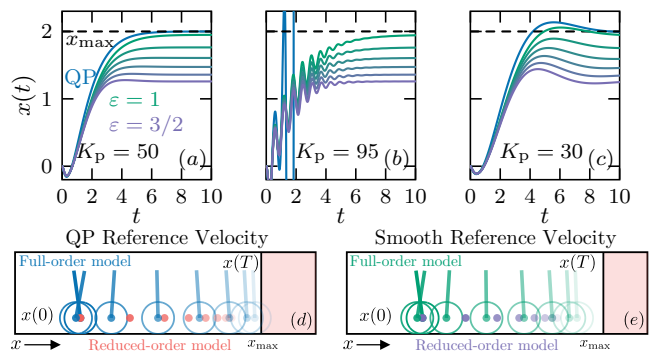 2
1
0
x(t)
x_max
QP
ε = 1
ε = 3/2
K_p = 50
(a)
0 2 4 6 8 10
t
K_p = 95
(b)
0 2 4 6 8 10
t
K_p = 30
(c)
0 2 4 6 8 10
t
QP Reference Velocity
Full-order model
x(T)
x(0)
(d)
x
Reduced-order model
x_max
Smooth Reference Velocity
Full-order model
x(T)
x(0)
(e)
x
Reduced-order model
x_max